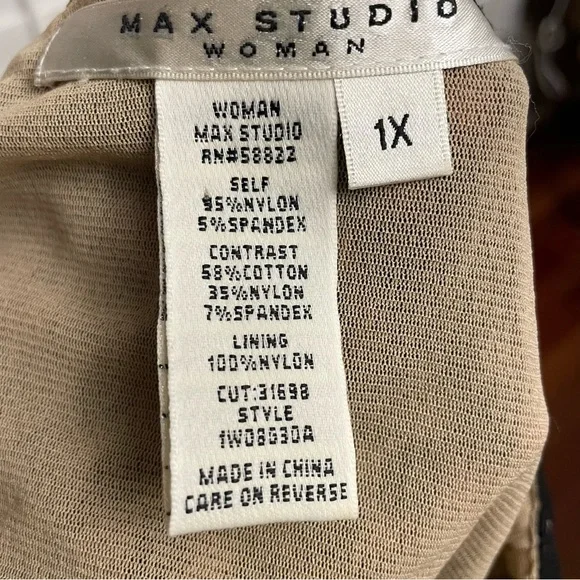 MAX STUDIO
WOMAN
1X
WOMAN
MAX STUDIO
RN#58822
SELF
95%NYLON
5%SPANDEX
CONTRAST
58%COTTON
35%NYLON
7%SPANDEX
LINING
100%NYLON
CUT:31698
STYLE
1W08G30A
MADE IN CHINA
CARE ON REVERSE